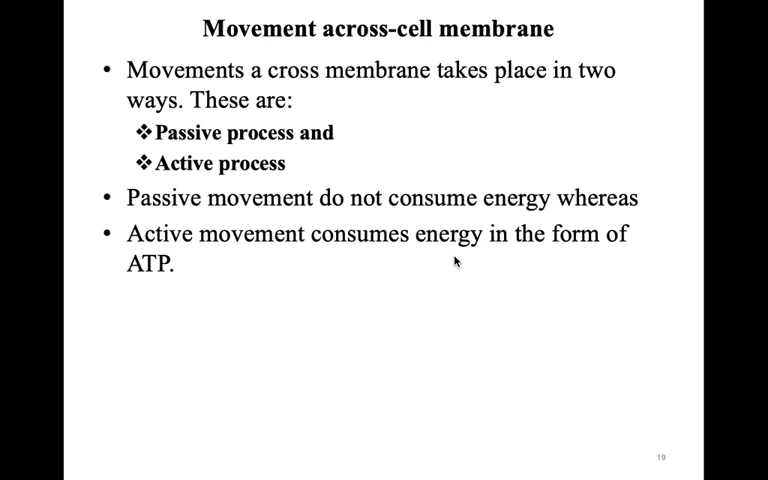 Movement across-cell membrane
• Movements a cross membrane takes place in two
ways. These are:
❖Passive process and
❖Active process
• Passive movement do not consume energy whereas
• Active movement consumes energy in the form of
ATP.
19